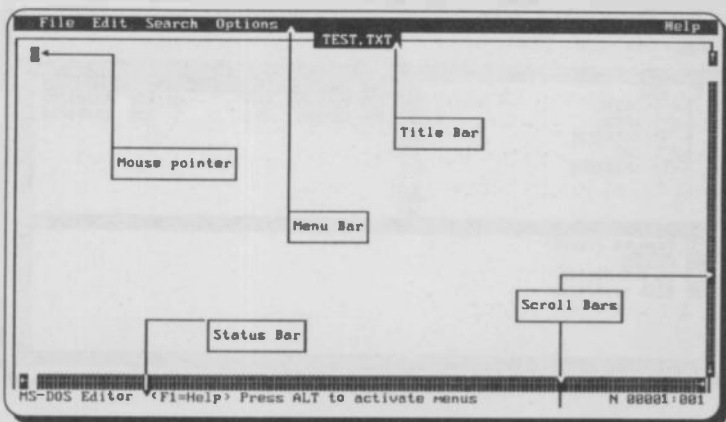 File Edit Search Options Help
TEST.TXT
Title Bar
Mouse pointer
Menu Bar
Scroll Bars
Status Bar
MS-DOS Editor <F1=Help> Press ALT to activate menus N 00001:001